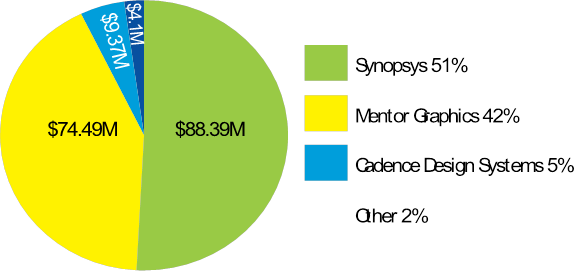 $4.1M
$9.37M
$74.49M
$88.39M
Synopsys 51%
Mentor Graphics 42%
Cadence Design Systems 5%
Other 2%